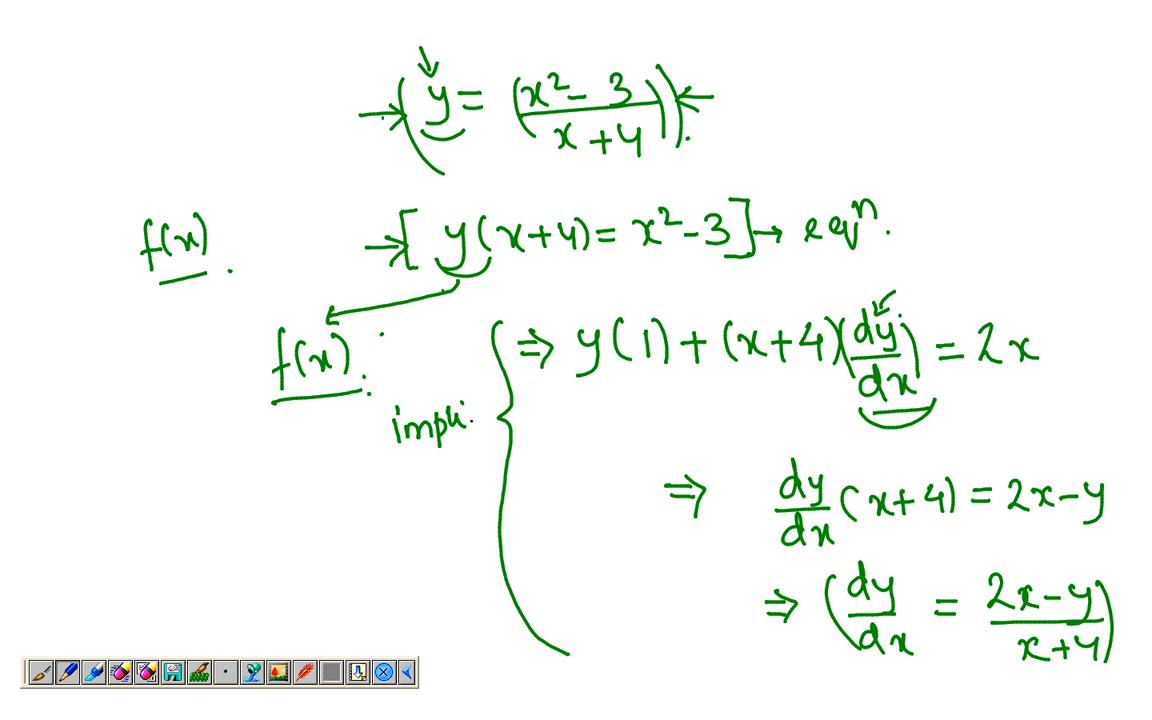 y = (x² - 3)/(x + 4)
f(x). [y(x+4) = x² - 3] → eqⁿ.
f(x). ⇒ y(1) + (x+4)(dy/dx) = 2x
impli.
⇒ dy/dx (x+4) = 2x - y
⇒ (dy/dx = (2x - y)/(x+4))